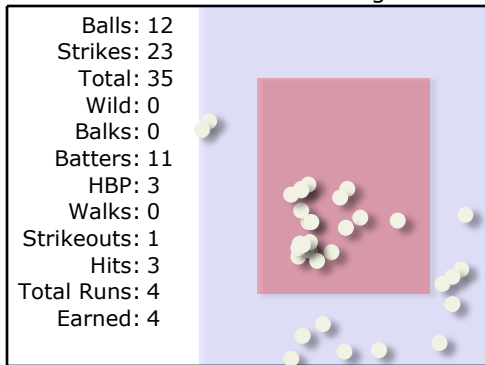 Balls: 12
Strikes: 23
Total: 35
Wild: 0
Balks: 0
Batters: 11
HBP: 3
Walks: 0
Strikeouts: 1
Hits: 3
Total Runs: 4
Earned: 4